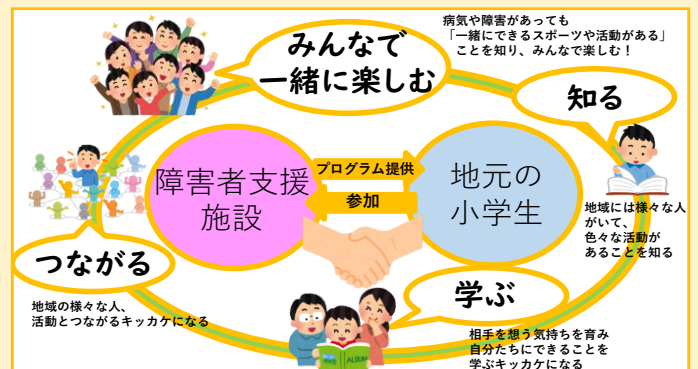 みんなで
一緒に楽しむ
病気や障害があっても
「一緒にできるスポーツや活動がある」
ことを知り、みんなで楽しむ！
知る
地域には様々な人
がいて、
色々な活動が
あることを知る
障害者支援
施設
プログラム提供
参加
地元の
小学生
つながる
地域の様々な人、
活動とつながるキッカケになる
学ぶ
相手を想う気持ちを育み
自分たちにできることを
学ぶキッカケになる
ALBUM